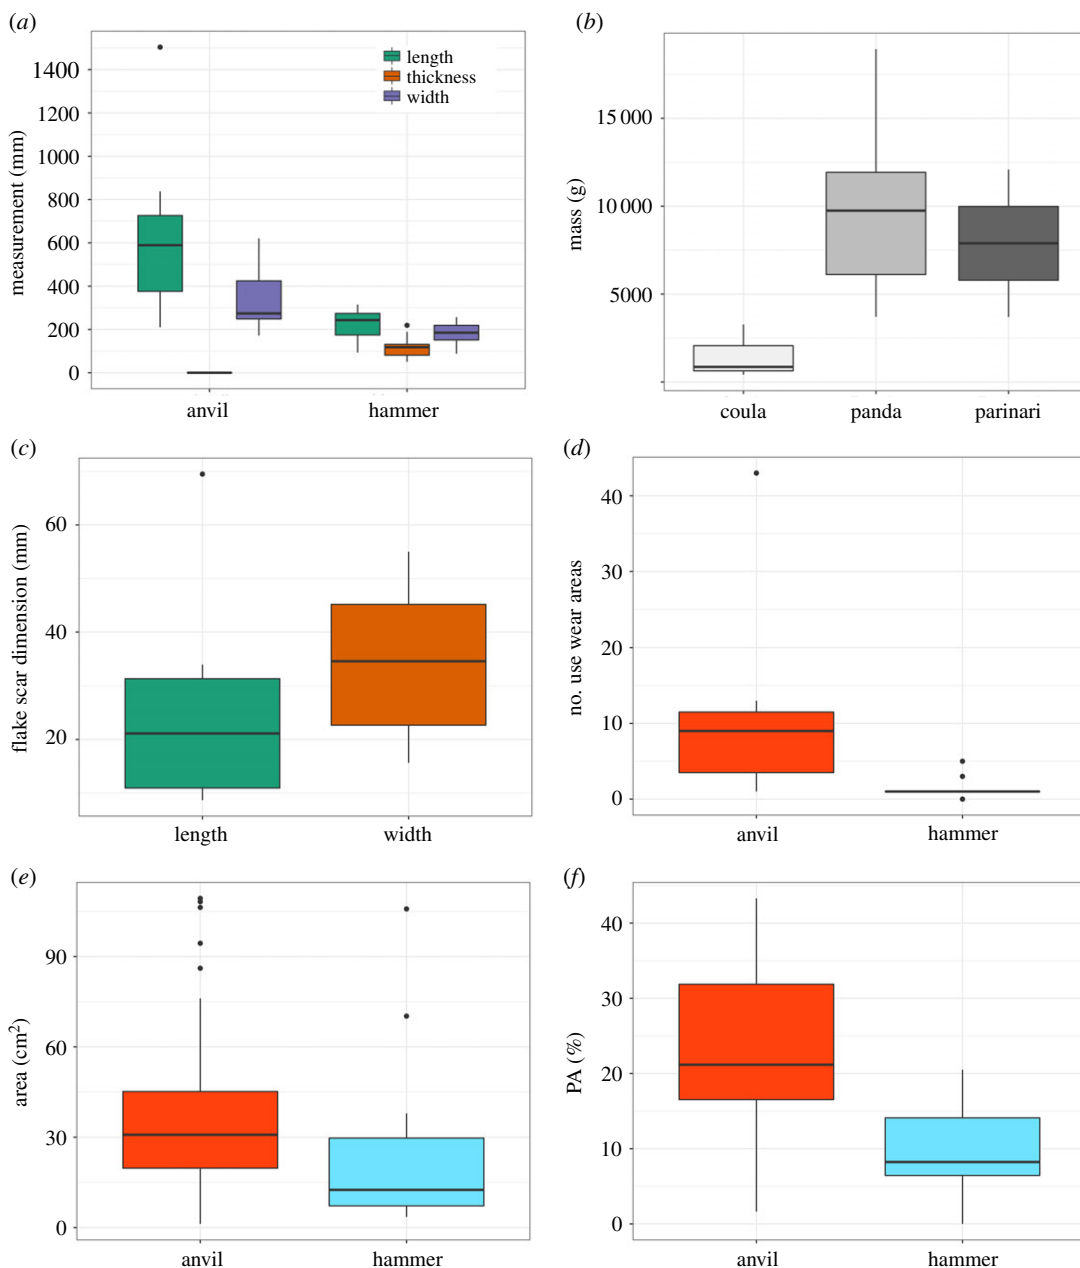 (a)
measurement (mm)
1400
1200
1000
800
600
400
200
0
length
thickness
width
anvil hammer
(b)
mass (g)
15 000
10 000
5000
coula panda parinari
(c)
flake scar dimension (mm)
60
40
20
length width
(d)
no. use wear areas
40
30
20
10
0
anvil hammer
(e)
area (cm²)
90
60
30
0
anvil hammer
(f)
PA (%)
40
30
20
10
0
anvil hammer